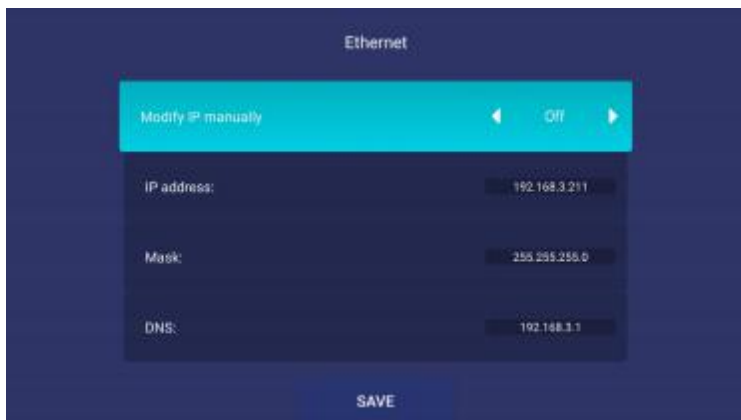 Ethernet
Modify IP manually Off
IP address: 192.168.3.211
Mask: 255.255.255.0
DNS: 192.168.3.1
SAVE